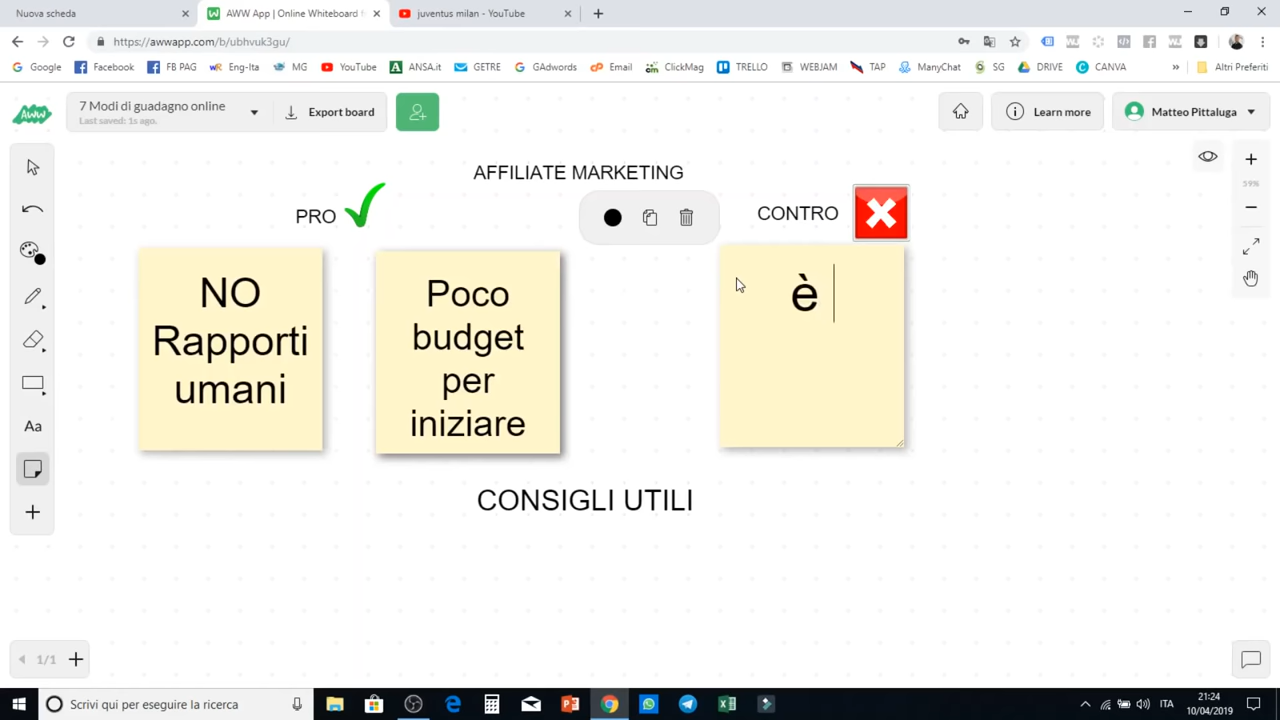 Nuova scheda
AWW App | Online Whiteboard f
juventus milan - YouTube
https://awwapp.com/b/ubhvuk3gu/
Google
Facebook
FB PAG
Eng-Ita
MG
YouTube
ANSA.it
GETRE
GAdwords
Email
ClickMag
TRELLO
WEBJAM
TAP
ManyChat
SG
DRIVE
CANVA
Altri Preferiti
AWW
7 Modi di guadagno online
Last saved: 1s ago.
Export board
Learn more
Matteo Pittaluga
AFFILIATE MARKETING
PRO
CONTRO
59%
NO
Rapporti
umani
Poco
budget
per
iniziare
è
Aa
CONSIGLI UTILI
1/1
Scrivi qui per eseguire la ricerca
ITA
21:24
10/04/2019